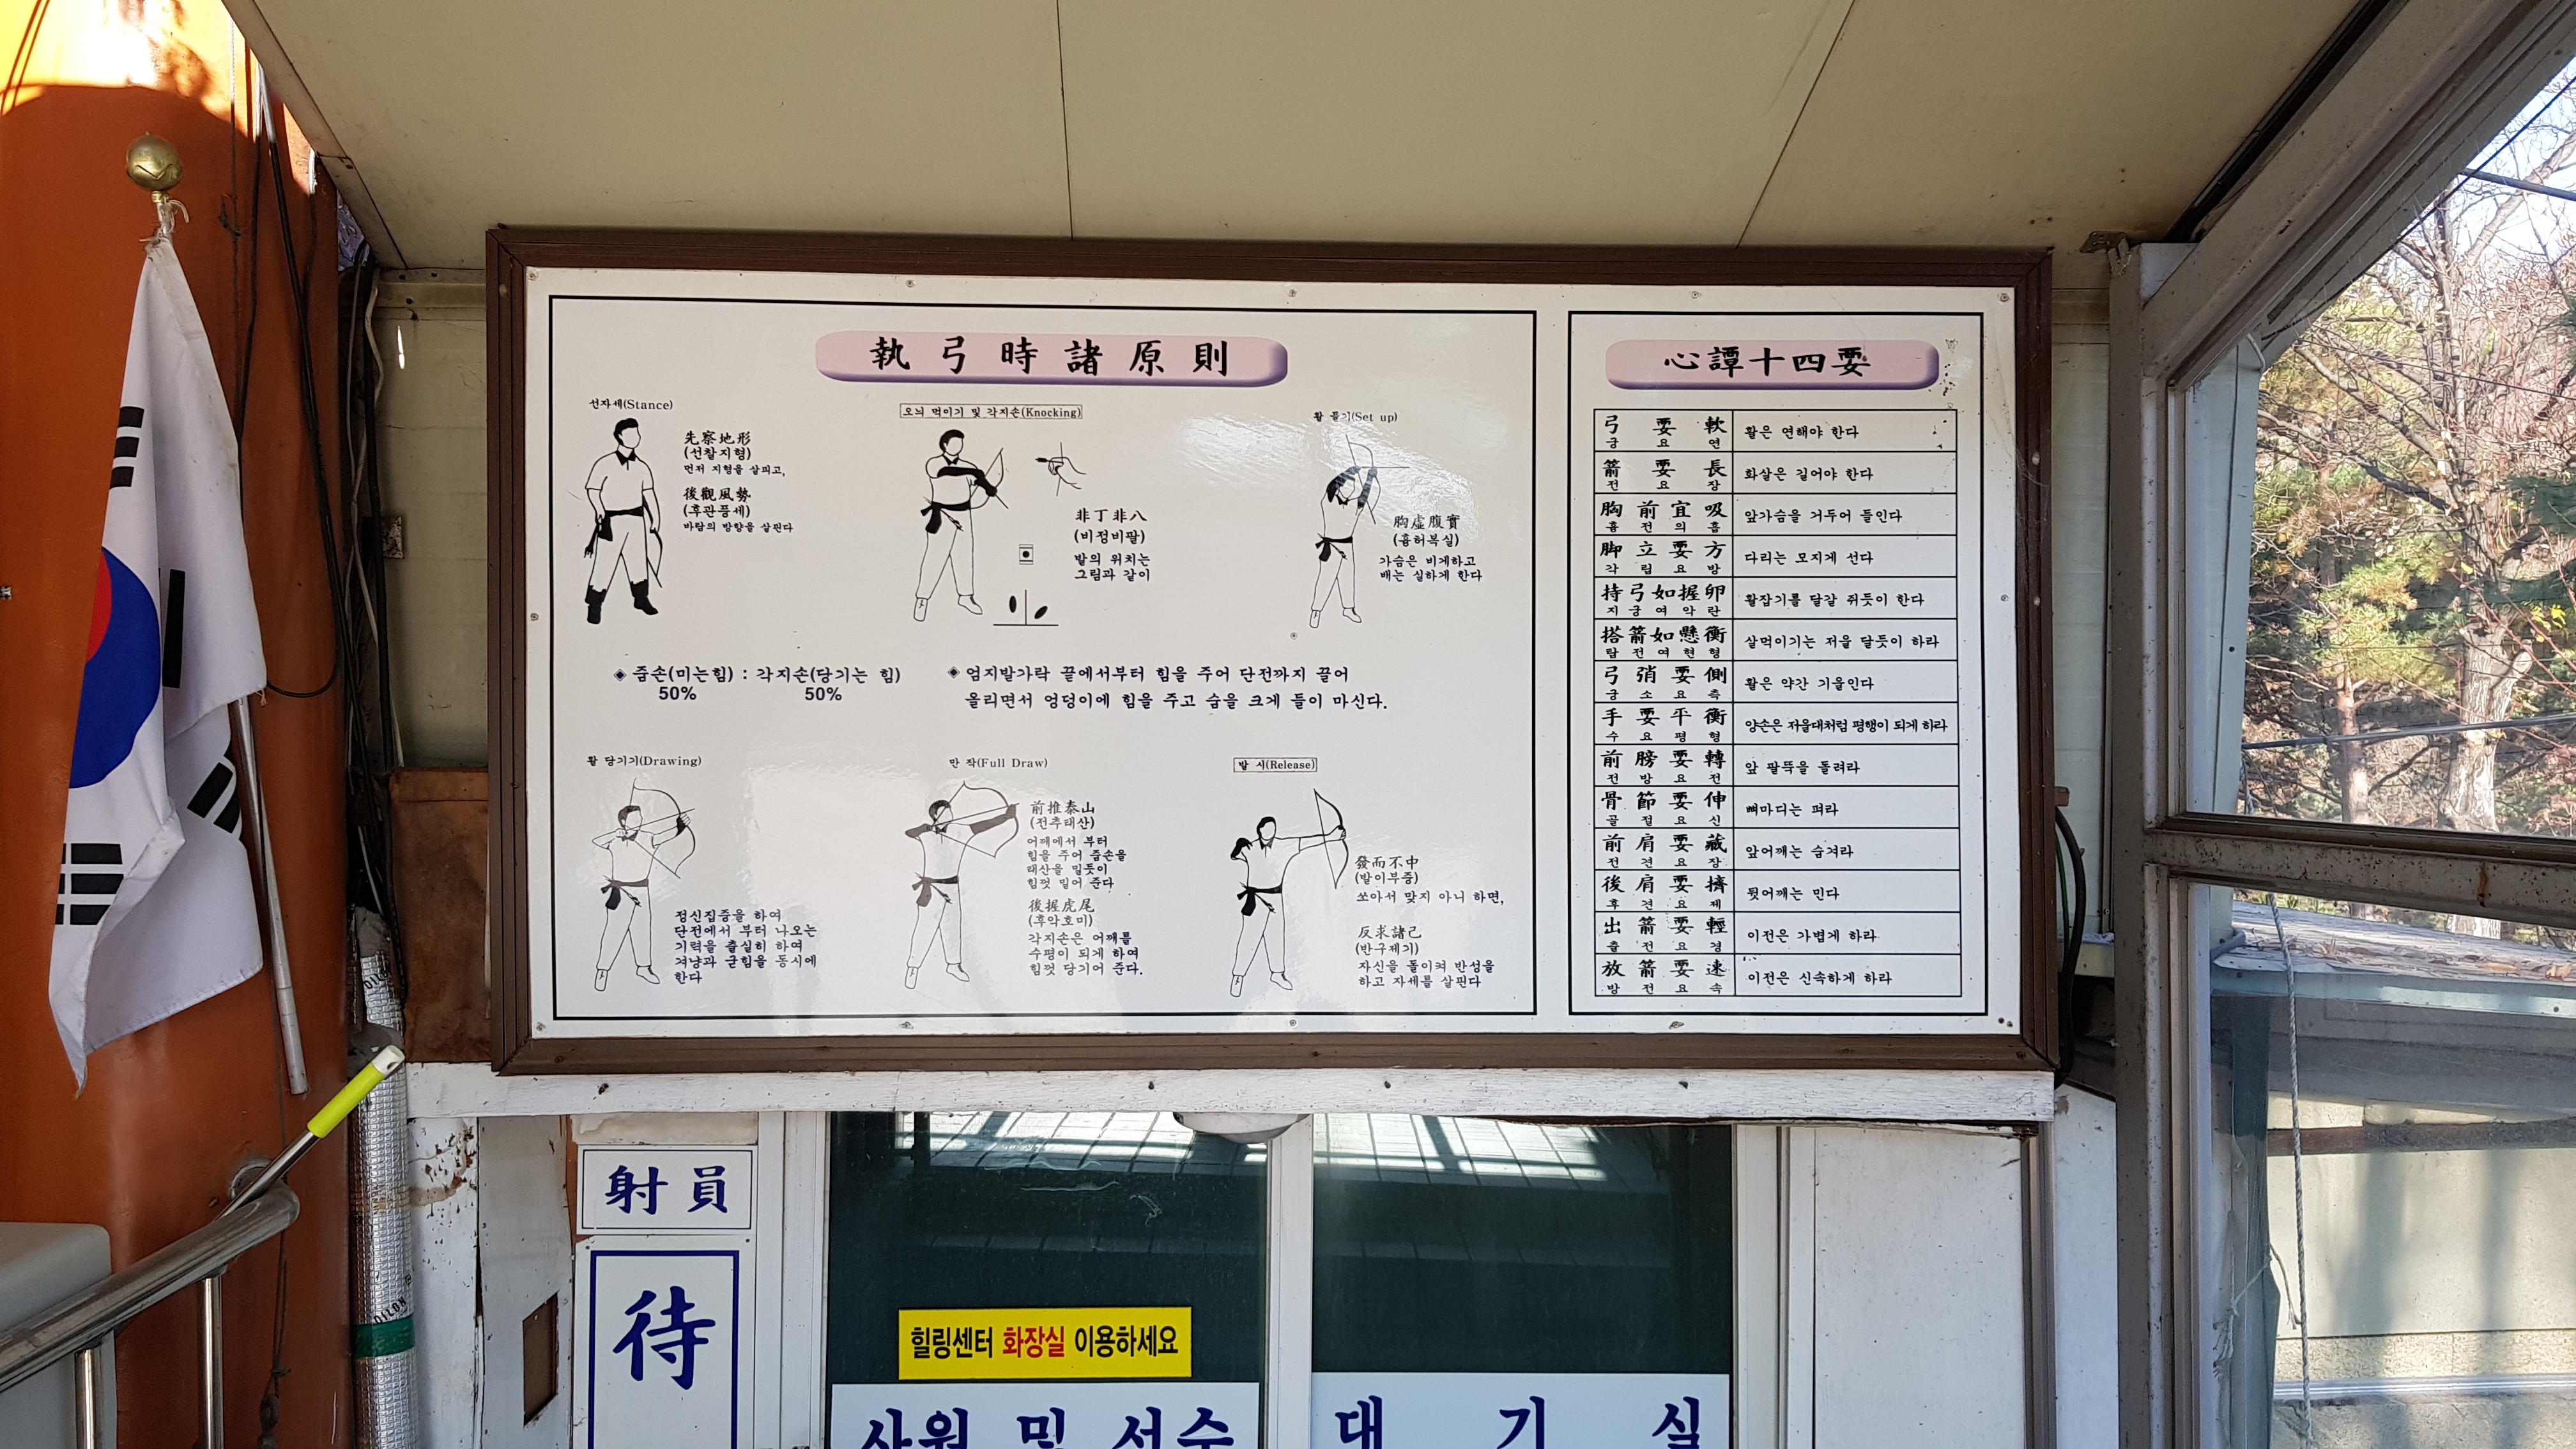 執弓時諸原則
선자세(Stance)
先察地形
(선찰지형)
먼저 지형을 살피고,
後觀風勢
(후관풍세)
바람의 방향을 살핀다
오늬 먹이기 및 각지손(Knocking)
非丁非八
(비정비팔)
발의 위치는
그림과 같이
활 들기(Set up)
胸虛腹實
(흉허복실)
가슴은 비게하고
배는 실하게 한다
◈ 줌손(미는힘) : 각지손(당기는 힘)
50% 50%
◈ 엄지발가락 끝에서부터 힘을 주어 단전까지 끌어
올리면서 엉덩이에 힘을 주고 숨을 크게 들이 마신다.
활 당기기(Drawing)
정신집중을 하여
단전에서 부터 나오는
기력을 충실히 하여
겨냥과 굳힘을 동시에
한다
만 작(Full Draw)
前推泰山
(전추태산)
어깨에서 부터
힘을 주어 줌손을
태산을 밀듯이
힘껏 밀어 준다
後握虎尾
(후악호미)
각지손은 어깨를
수평이 되게 하여
힘껏 당기어 준다.
발 시(Release)
發而不中
(발이부중)
쏘아서 맞지 아니 하면,
反求諸己
(반구제기)
자신을 돌이켜 반성을
하고 자세를 살핀다
心譚十四要
弓要軟 활은 연해야 한다
궁요연
箭要長 화살은 길어야 한다
전요장
胸前宜吸 앞가슴을 거두어 들인다
흉전의흡
脚立要方 다리는 모지게 선다
각립요방
持弓如握卵 활잡기를 달걀 쥐듯이 한다
지궁여악란
搭箭如懸衡 살먹이기는 저울 달듯이 하라
탑전여현형
弓弰要側 활은 약간 기울인다
궁소요측
手要平衡 양손은 저울대처럼 평행이 되게 하라
수요평형
前膀要轉 앞 팔뚝을 돌려라
전방요전
骨節要伸 뼈마디는 펴라
골절요신
前肩要藏 앞어깨는 숨겨라
전견요장
後肩要擠 뒷어깨는 민다
후견요제
出箭要輕 이전은 가볍게 하라
출전요경
放箭要速 이전은 신속하게 하라
방전요속
射員
待
힐링센터 화장실 이용하세요
사원 및 선수 대기실